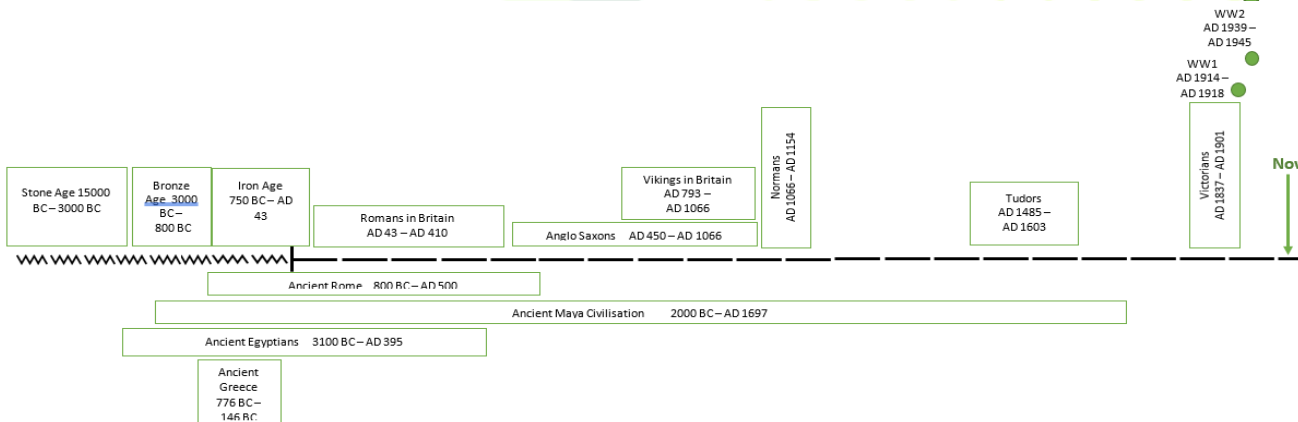 WW2
AD 1939 –
AD 1945
WW1
AD 1914 –
AD 1918
Stone Age 15000
BC – 3000 BC
Bronze
Age 3000
BC –
800 BC
Iron Age
750 BC – AD
43
Romans in Britain
AD 43 – AD 410
Vikings in Britain
AD 793 –
AD 1066
Anglo Saxons AD 450 – AD 1066
Normans
AD 1066 – AD 1154
Tudors
AD 1485 –
AD 1603
Victorians
AD 1837 – AD 1901
Now
Ancient Rome 800 BC – AD 500
Ancient Maya Civilisation 2000 BC – AD 1697
Ancient Egyptians 3100 BC – AD 395
Ancient
Greece
776 BC –
146 BC